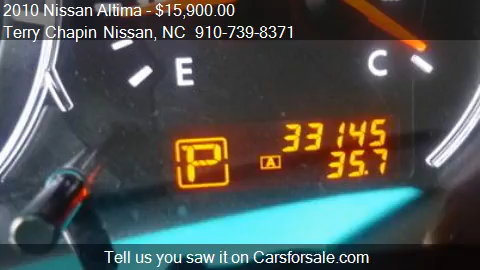 2010 Nissan Altima - $15,900.00
Terry Chapin Nissan, NC  910-739-8371
E C
33145
P A 35.7
Tell us you saw it on Carsforsale.com